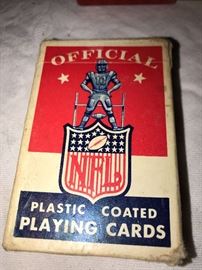 OFFICIAL
NFL
PLASTIC COATED
PLAYING CARDS